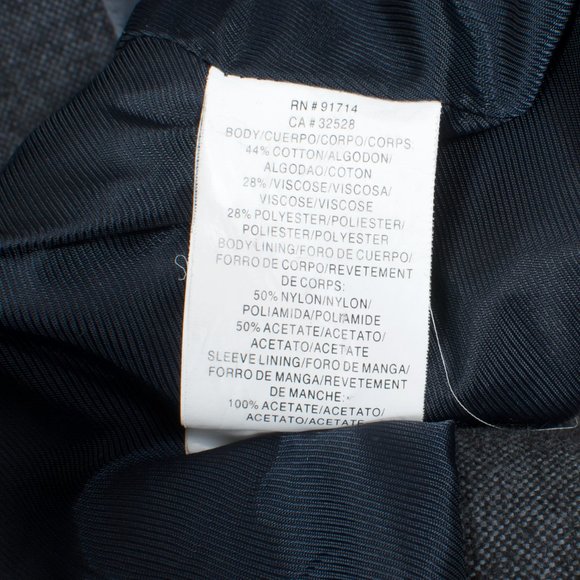 RN # 91714
CA # 32528
BODY/CUERPO/CORPO/CORPS:
44% COTTON/ALGODON/
ALGODAO/COTON
28%/VISCOSE/VISCOSA/
VISCOSE/VISCOSE
28% POLYESTER/POLIESTER/
POLIESTER/POLYESTER
BODY LINING/FORO DE CUERPO/
FORRO DE CORPO/REVETEMENT
DE CORPS:
50% NYLON/NYLON/
POLIAMIDA/POLIAMIDE
50% ACETATE/ACETATO/
ACETATO/ACETATE
SLEEVE LINING/FORO DE MANGA/
FORRO DE MANGA/REVETEMENT
DE MANCHE:
100% ACETATE/ACETATO/
ACETATO/ACETATE